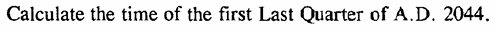 Calculate the time of the first Last Quarter of A.D. 2044.